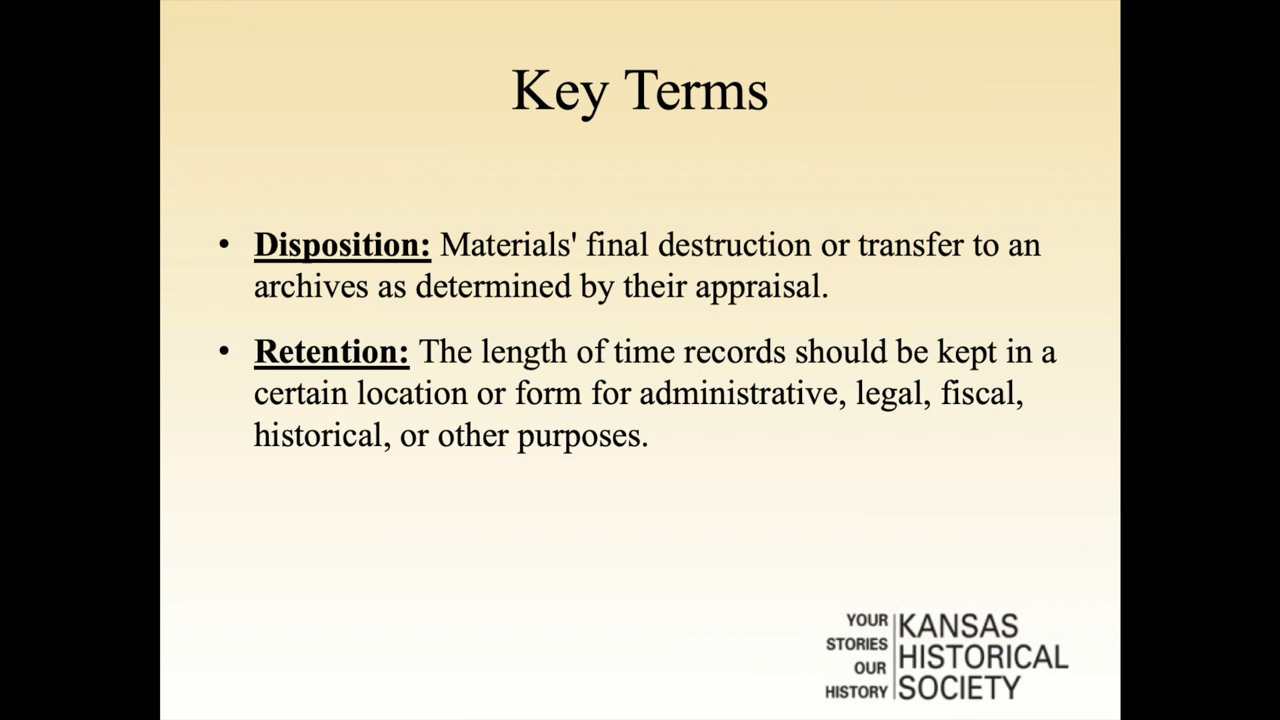 Key Terms
• Disposition: Materials' final destruction or transfer to an
archives as determined by their appraisal.
• Retention: The length of time records should be kept in a
certain location or form for administrative, legal, fiscal,
historical, or other purposes.
YOUR
STORIES
OUR
HISTORY
KANSAS
HISTORICAL
SOCIETY